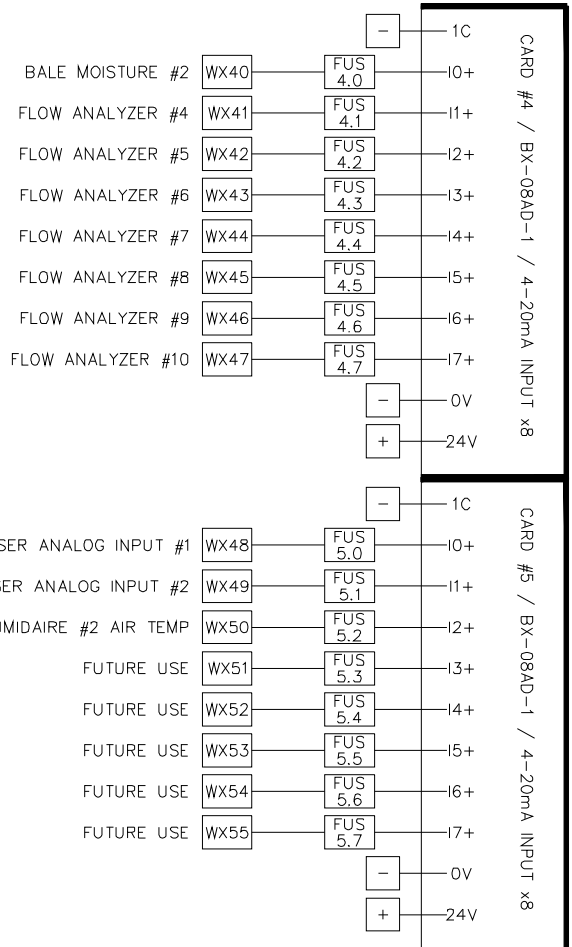 - 1C
BALE MOISTURE #2 WX40 FUS 4.0 I0+
FLOW ANALYZER #4 WX41 FUS 4.1 I1+
FLOW ANALYZER #5 WX42 FUS 4.2 I2+
FLOW ANALYZER #6 WX43 FUS 4.3 I3+
FLOW ANALYZER #7 WX44 FUS 4.4 I4+
FLOW ANALYZER #8 WX45 FUS 4.5 I5+
FLOW ANALYZER #9 WX46 FUS 4.6 I6+
FLOW ANALYZER #10 WX47 FUS 4.7 I7+
- 0V
+ 24V
CARD #4 / BX-08AD-1 / 4-20mA INPUT x8
- 1C
SER ANALOG INPUT #1 WX48 FUS 5.0 I0+
SER ANALOG INPUT #2 WX49 FUS 5.1 I1+
UMIDAIRE #2 AIR TEMP WX50 FUS 5.2 I2+
FUTURE USE WX51 FUS 5.3 I3+
FUTURE USE WX52 FUS 5.4 I4+
FUTURE USE WX53 FUS 5.5 I5+
FUTURE USE WX54 FUS 5.6 I6+
FUTURE USE WX55 FUS 5.7 I7+
- 0V
+ 24V
CARD #5 / BX-08AD-1 / 4-20mA INPUT x8